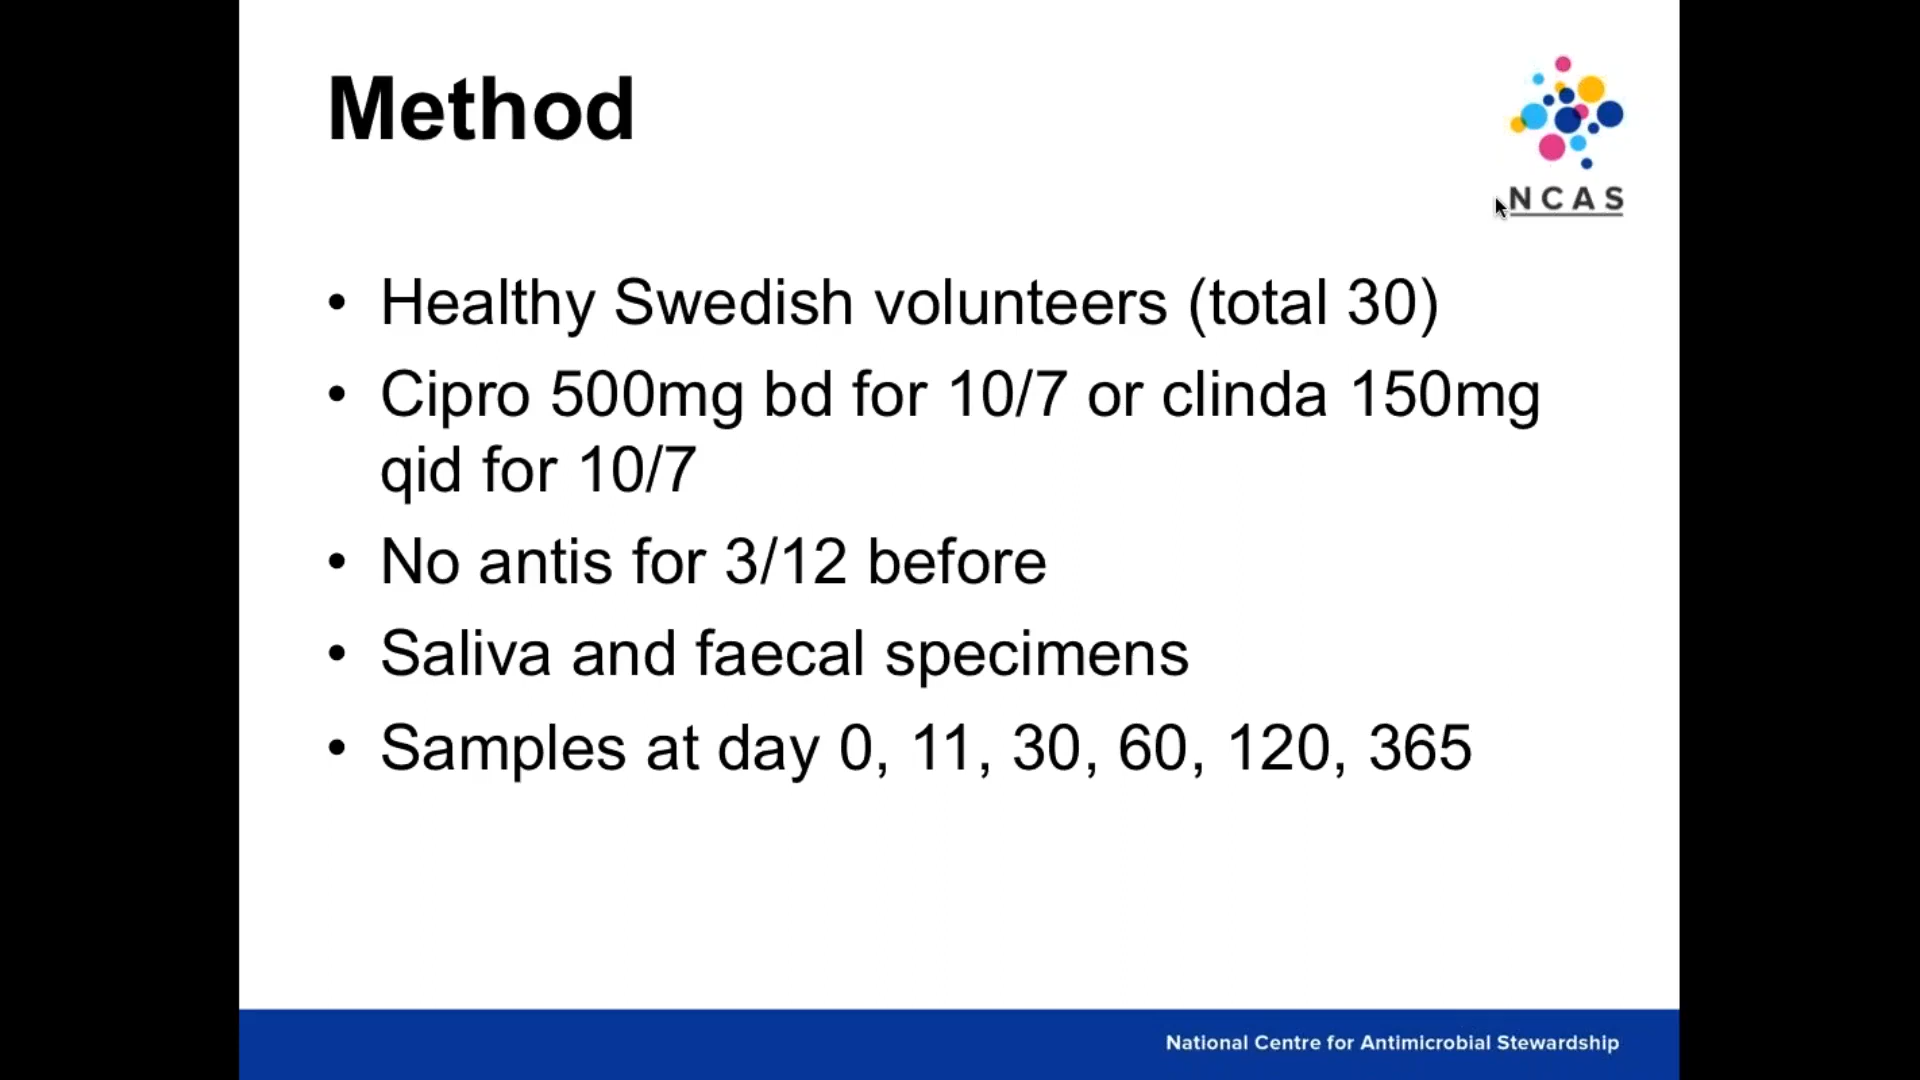 Method
NCAS
• Healthy Swedish volunteers (total 30)
• Cipro 500mg bd for 10/7 or clinda 150mg
qid for 10/7
• No antis for 3/12 before
• Saliva and faecal specimens
• Samples at day 0, 11, 30, 60, 120, 365
National Centre for Antimicrobial Stewardship